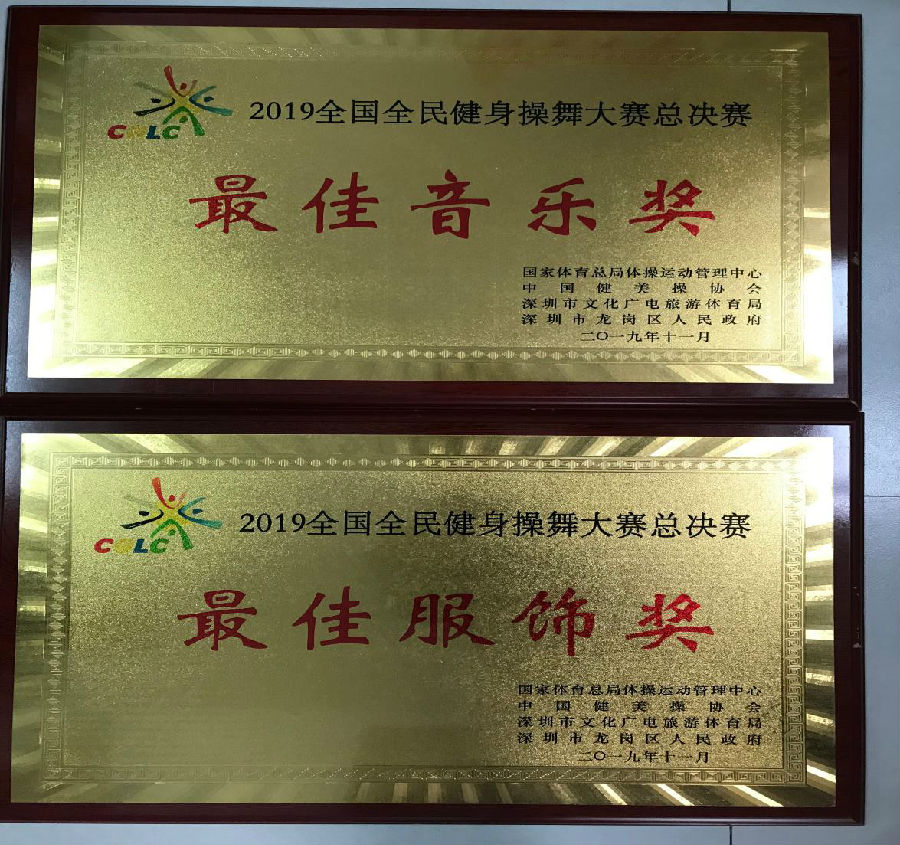 2019全国全民健身操舞大赛总决赛
CRLC
最佳音乐奖
国家体育总局体操运动管理中心
中国健美操协会
深圳市文化广电旅游体育局
深圳市龙岗区人民政府
二〇一九年十一月
2019全国全民健身操舞大赛总决赛
CRLC
最佳服饰奖
国家体育总局体操运动管理中心
中国健美操协会
深圳市文化广电旅游体育局
深圳市龙岗区人民政府
二〇一九年十一月